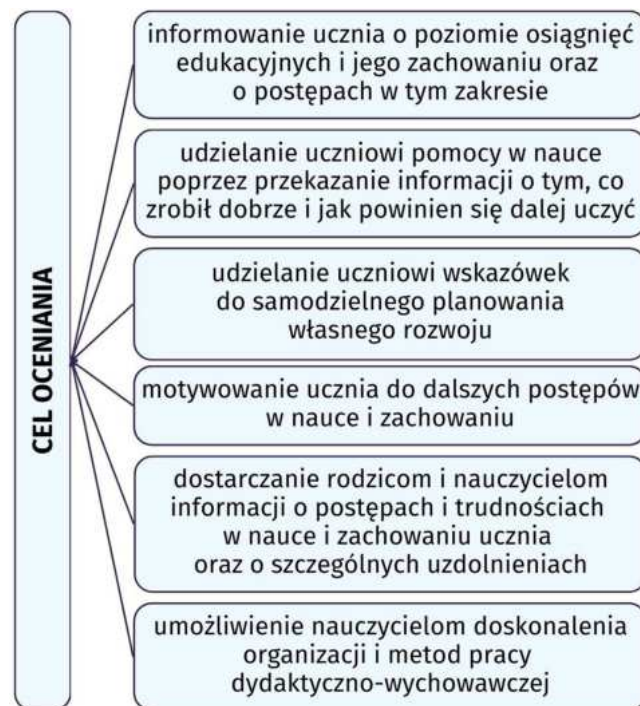 CEL OCENIANIA
informowanie ucznia o poziomie osiągnięć
edukacyjnych i jego zachowaniu oraz
o postępach w tym zakresie
udzielanie uczniowi pomocy w nauce
poprzez przekazanie informacji o tym, co
zrobił dobrze i jak powinien się dalej uczyć
udzielanie uczniowi wskazówek
do samodzielnego planowania
własnego rozwoju
motywowanie ucznia do dalszych postępów
w nauce i zachowaniu
dostarczanie rodzicom i nauczycielom
informacji o postępach i trudnościach
w nauce i zachowaniu ucznia
oraz o szczególnych uzdolnieniach
umożliwienie nauczycielom doskonalenia
organizacji i metod pracy
dydaktyczno-wychowawczej